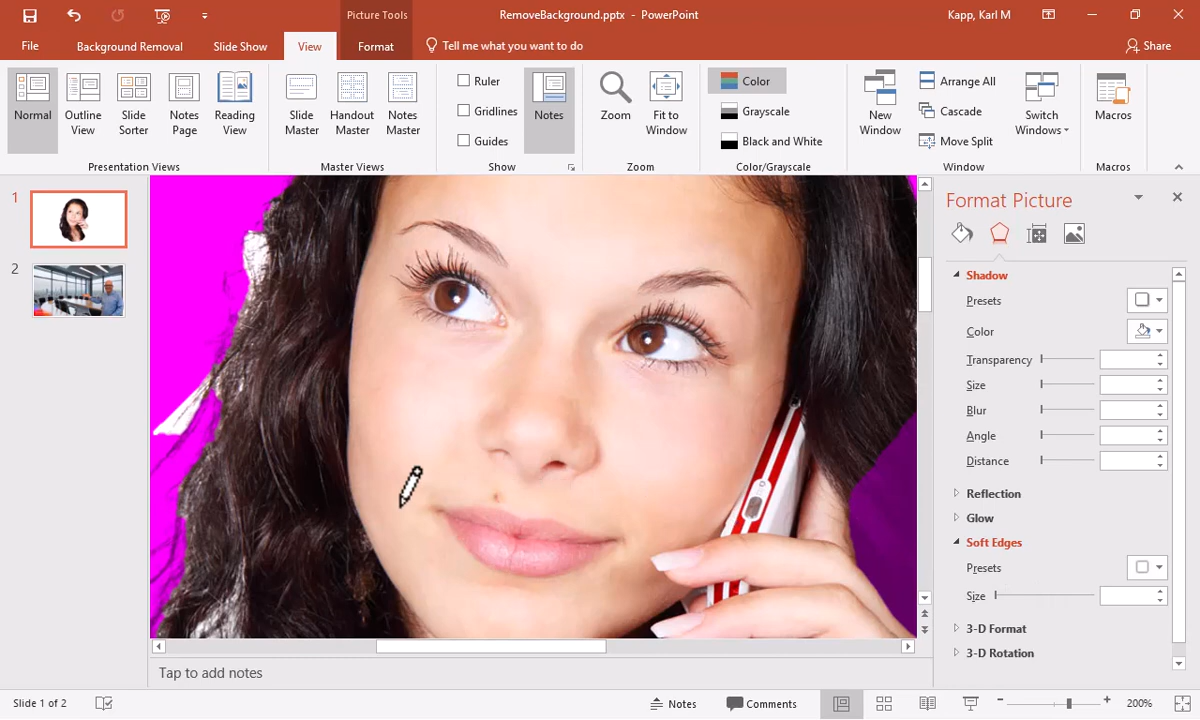 Picture Tools
RemoveBackground.pptx - PowerPoint
Kapp, Karl M
File
Background Removal
Slide Show
View
Format
Tell me what you want to do
Share
Normal
Outline View
Slide Sorter
Notes Page
Reading View
Presentation Views
Slide Master
Handout Master
Notes Master
Master Views
Ruler
Gridlines
Guides
Notes
Show
Zoom
Fit to Window
Zoom
Color
Grayscale
Black and White
Color/Grayscale
New Window
Arrange All
Cascade
Move Split
Switch Windows
Window
Macros
Macros
1
2
Format Picture
Shadow
Presets
Color
Transparency
Size
Blur
Angle
Distance
Reflection
Glow
Soft Edges
Presets
Size
3-D Format
3-D Rotation
Tap to add notes
Slide 1 of 2
Notes
Comments
200%